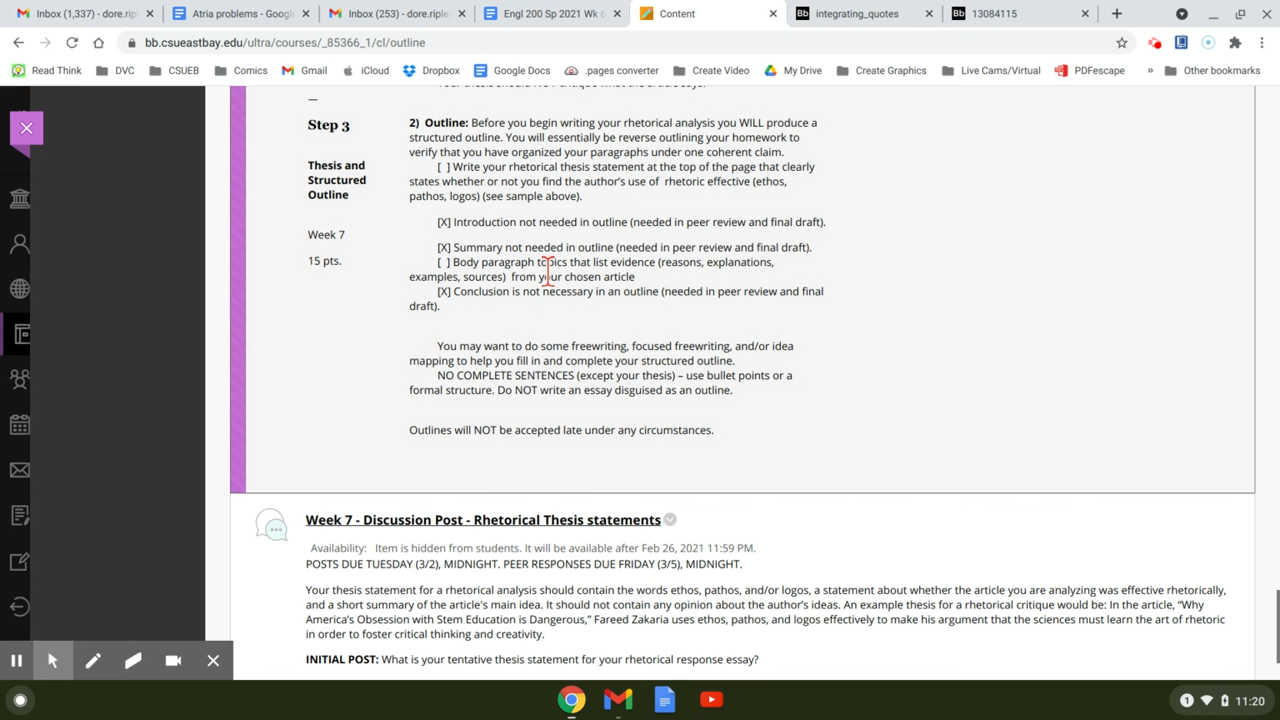 Inbox (1,337) - dore.riple
Atria problems - Googl
Inbox (253) - dore.ripley
Engl 200 Sp 2021 Wk 6
Content
integrating_quotes
13084115
bb.csueastbay.edu/ultra/courses/_85366_1/cl/outline
Read Think
DVC
CSUEB
Comics
Gmail
iCloud
Dropbox
Google Docs
.pages converter
Create Video
My Drive
Create Graphics
Live Cams/Virtual
PDFescape
»
Other bookmarks
Step 3
Thesis and
Structured
Outline
Week 7
15 pts.
2) Outline: Before you begin writing your rhetorical analysis you WILL produce a
structured outline. You will essentially be reverse outlining your homework to
verify that you have organized your paragraphs under one coherent claim.
[ ] Write your rhetorical thesis statement at the top of the page that clearly
states whether or not you find the author's use of rhetoric effective (ethos,
pathos, logos) (see sample above).
[X] Introduction not needed in outline (needed in peer review and final draft).
[X] Summary not needed in outline (needed in peer review and final draft).
[ ] Body paragraph topics that list evidence (reasons, explanations,
examples, sources) from your chosen article
[X] Conclusion is not necessary in an outline (needed in peer review and final
draft).
You may want to do some freewriting, focused freewriting, and/or idea
mapping to help you fill in and complete your structured outline.
NO COMPLETE SENTENCES (except your thesis) – use bullet points or a
formal structure. Do NOT write an essay disguised as an outline.
Outlines will NOT be accepted late under any circumstances.
Week 7 - Discussion Post - Rhetorical Thesis statements
Availability: Item is hidden from students. It will be available after Feb 26, 2021 11:59 PM.
POSTS DUE TUESDAY (3/2), MIDNIGHT. PEER RESPONSES DUE FRIDAY (3/5), MIDNIGHT.
Your thesis statement for a rhetorical analysis should contain the words ethos, pathos, and/or logos, a statement about whether the article you are analyzing was effective rhetorically,
and a short summary of the article's main idea. It should not contain any opinion about the author's ideas. An example thesis for a rhetorical critique would be: In the article, "Why
America's Obsession with Stem Education is Dangerous," Fareed Zakaria uses ethos, pathos, and logos effectively to make his argument that the sciences must learn the art of rhetoric
in order to foster critical thinking and creativity.
INITIAL POST: What is your tentative thesis statement for your rhetorical response essay?
1
11:20